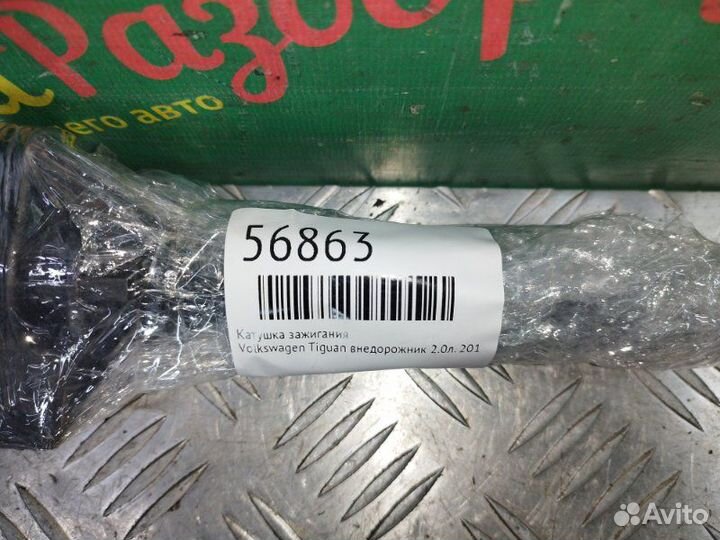 Разбор
его авто
56863
Катушка зажигания
Volkswagen Tiguan внедорожник 2.0л. 201
Avito